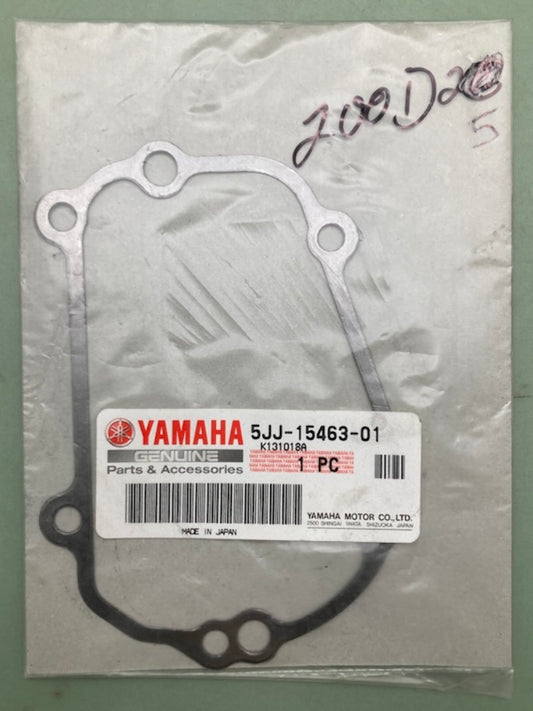 200D20
5
YAMAHA
GENUINE
Parts & Accessories
5JJ-15463-01
K131018A
1 PC
MADE IN JAPAN
YAMAHA MOTOR CO.,LTD.
2500 SHINGAI IWATA SHIZUOKA JAPAN